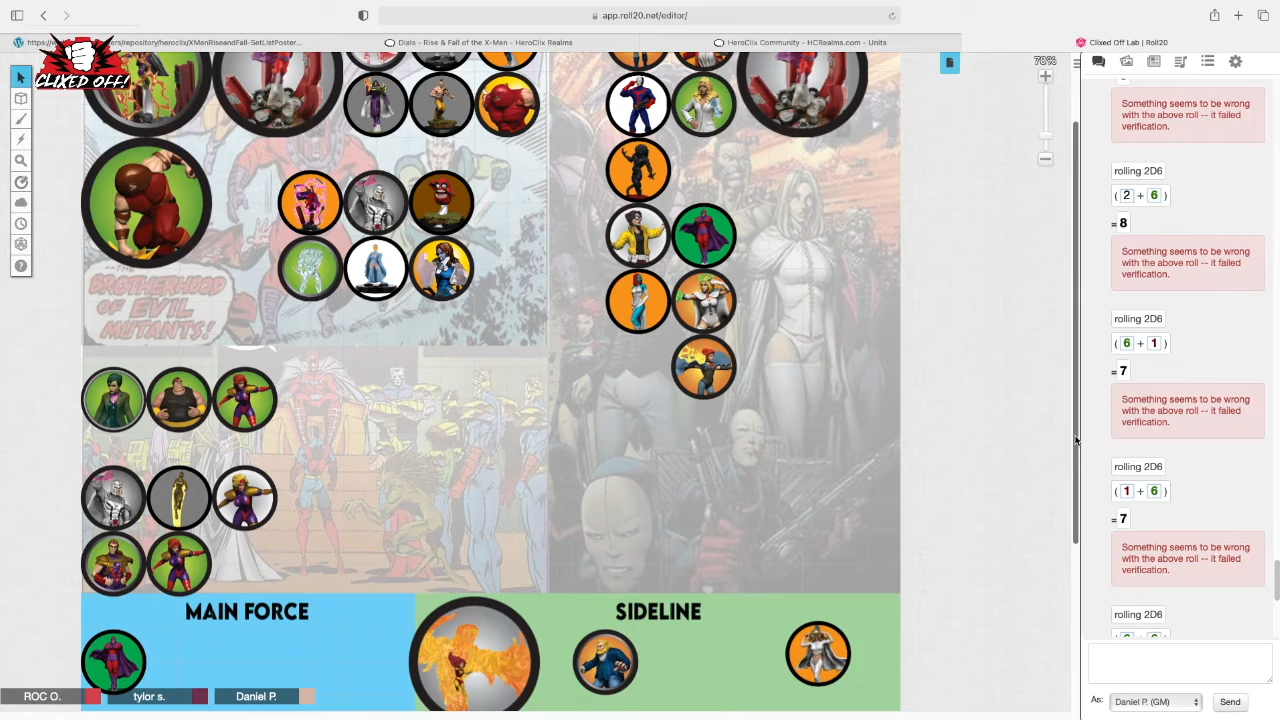 app.roll20.net/editor/
ers/repository/heroclix/XMenRiseandFall-SetListPoster...
Dials - Rise & Fall of the X-Men - HeroClix Realms
HeroClix Community - HCRealms.com - Units
Clixed Off Lab | Roll20
CLIXED OFF!
70%
Something seems to be wrong
with the above roll -- it failed
verification.
rolling 2D6
( 2 + 6 )
= 8
Something seems to be wrong
with the above roll -- it failed
verification.
rolling 2D6
( 6 + 1 )
= 7
Something seems to be wrong
with the above roll -- it failed
verification.
rolling 2D6
( 1 + 6 )
= 7
Something seems to be wrong
with the above roll -- it failed
verification.
rolling 2D6
BROTHERHOOD
OF EVIL
MUTANTS!
MAIN FORCE
SIDELINE
ROC O.
tylor s.
Daniel P.
As:
Daniel P. (GM)
Send